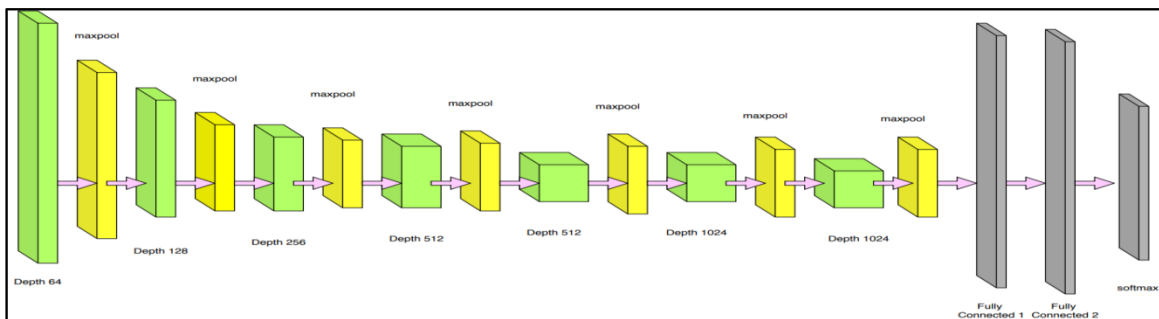 maxpool
maxpool
maxpool
maxpool
maxpool
maxpool
maxpool
Depth 64
Depth 128
Depth 256
Depth 512
Depth 512
Depth 1024
Depth 1024
Fully
Connected 1
Fully
Connected 2
softmax